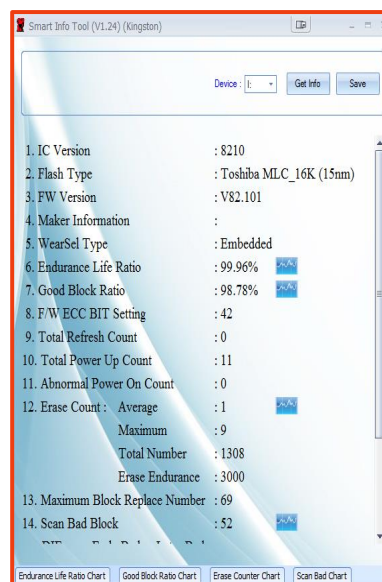 Smart Info Tool (V1.24) (Kingston)
Device : I: Get Info Save
1. IC Version : 8210
2. Flash Type : Toshiba MLC_16K (15nm)
3. FW Version : V82.101
4. Maker Information :
5. WearSel Type : Embedded
6. Endurance Life Ratio : 99.96%
7. Good Block Ratio : 98.78%
8. F/W ECC BIT Setting : 42
9. Total Refresh Count : 0
10. Total Power Up Count : 11
11. Abnormal Power On Count : 0
12. Erase Count : Average : 1
Maximum : 9
Total Number : 1308
Erase Endurance : 3000
13. Maximum Block Replace Number : 69
14. Scan Bad Block : 52
Endurance Life Ratio Chart Good Block Ratio Chart Erase Counter Chart Scan Bad Chart